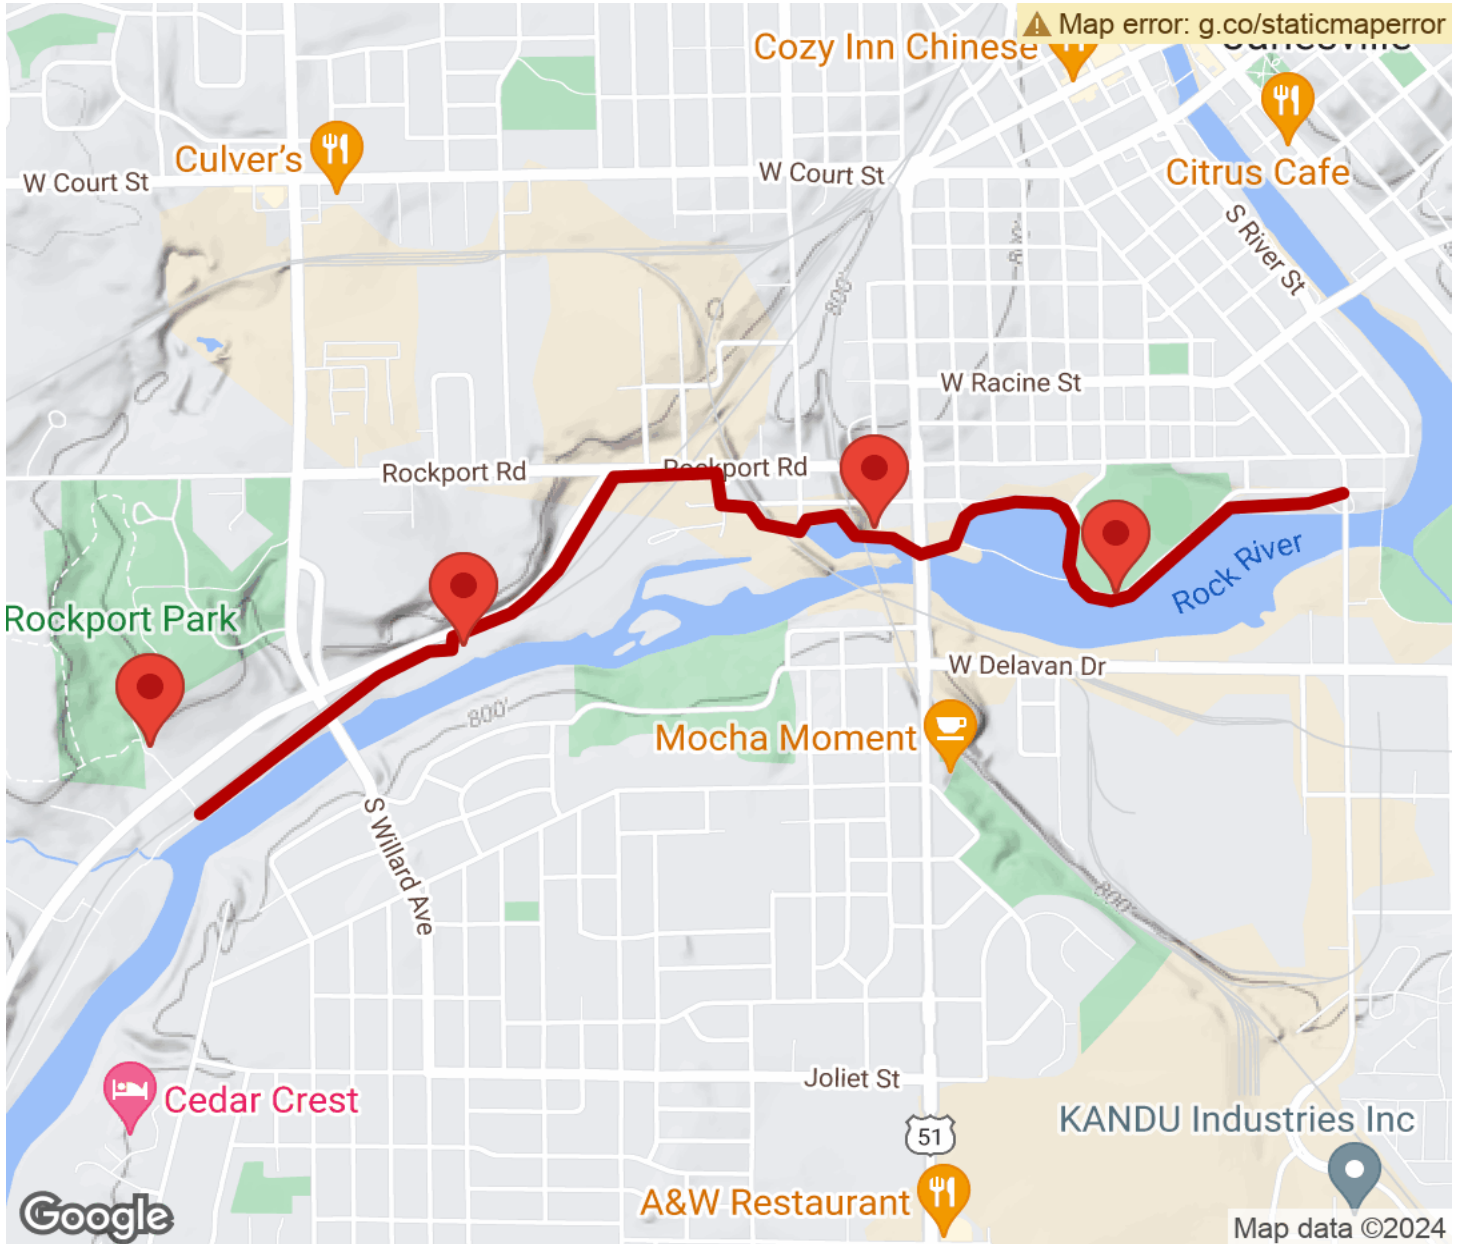 Map error: g.co/staticmaperror
Cozy Inn Chinese
Culver's
W Court St
W Court St
Citrus Cafe
S River St
800'
W Racine St
Rockport Rd
Rockport Rd
Rock River
Rockport Park
W Delavan Dr
800'
Mocha Moment
S Willard Ave
800'
Joliet St
Cedar Crest
51
KANDU Industries Inc
A&W Restaurant
Google
Map data ©2024